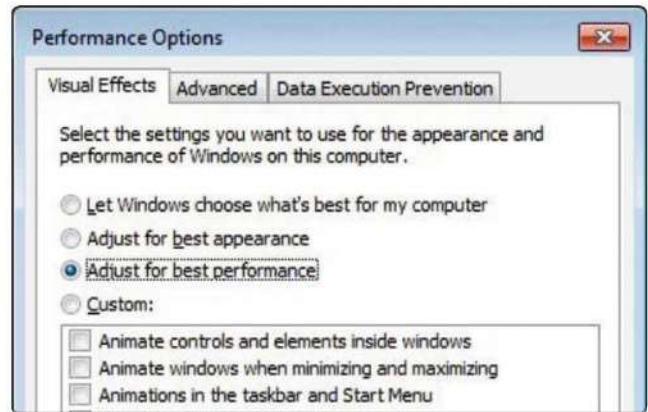 Performance Options
Visual Effects Advanced Data Execution Prevention
Select the settings you want to use for the appearance and
performance of Windows on this computer.
Let Windows choose what's best for my computer
Adjust for best appearance
Adjust for best performance
Custom:
Animate controls and elements inside windows
Animate windows when minimizing and maximizing
Animations in the taskbar and Start Menu